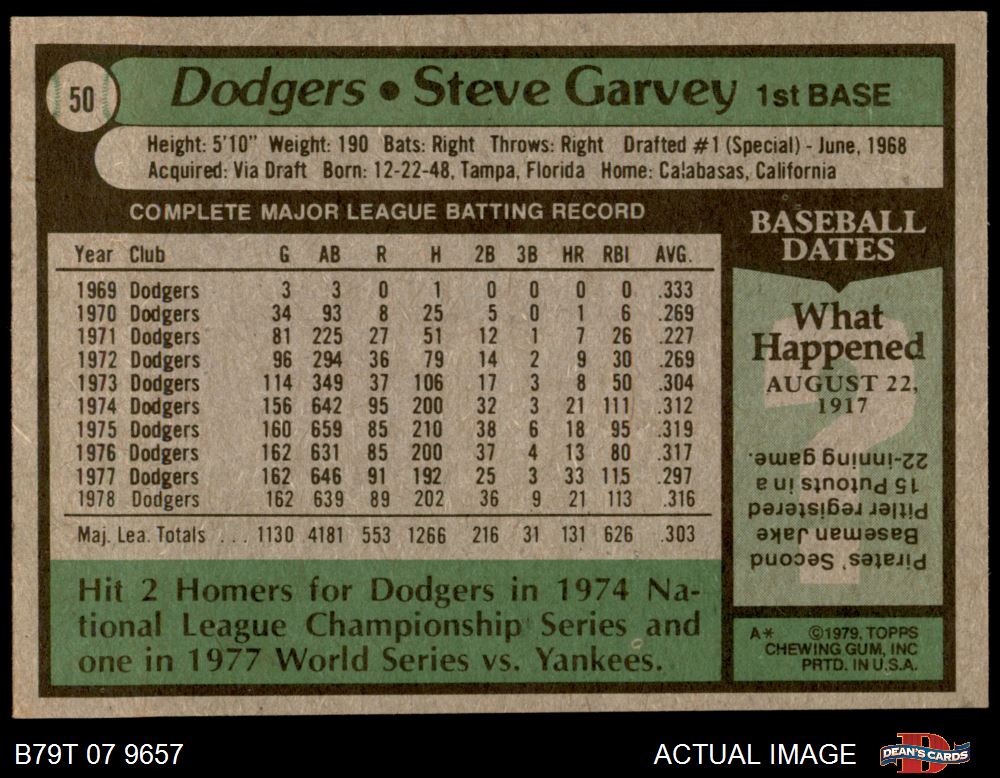 50
Dodgers • Steve Garvey 1st BASE
Height: 5'10" Weight: 190 Bats: Right Throws: Right Drafted #1 (Special) - June, 1968
Acquired: Via Draft Born: 12-22-48, Tampa, Florida Home: Calabasas, California
COMPLETE MAJOR LEAGUE BATTING RECORD
Year Club G AB R H 2B 3B HR RBI AVG.
1969 Dodgers 3 3 0 1 0 0 0 0 .333
1970 Dodgers 34 93 8 25 5 0 1 6 .269
1971 Dodgers 81 225 27 51 12 1 7 26 .227
1972 Dodgers 96 294 36 79 14 2 9 30 .269
1973 Dodgers 114 349 37 106 17 3 8 50 .304
1974 Dodgers 156 642 95 200 32 3 21 111 .312
1975 Dodgers 160 659 85 210 38 6 18 95 .319
1976 Dodgers 162 631 85 200 37 4 13 80 .317
1977 Dodgers 162 646 91 192 25 3 33 115 .297
1978 Dodgers 162 639 89 202 36 9 21 113 .316
Maj. Lea. Totals ... 1130 4181 553 1266 216 31 131 626 .303
Hit 2 Homers for Dodgers in 1974 Na-
tional League Championship Series and
one in 1977 World Series vs. Yankees.
BASEBALL
DATES
What
Happened
AUGUST 22,
1917
?
Pirates' Second
Baseman Jake
Pitler registered
15 Putouts in a
22-inning game.
A* ©1979, TOPPS
CHEWING GUM, INC
PRTD. IN U.S.A.
B79T 07 9657
ACTUAL IMAGE
DEAN'S CARDS